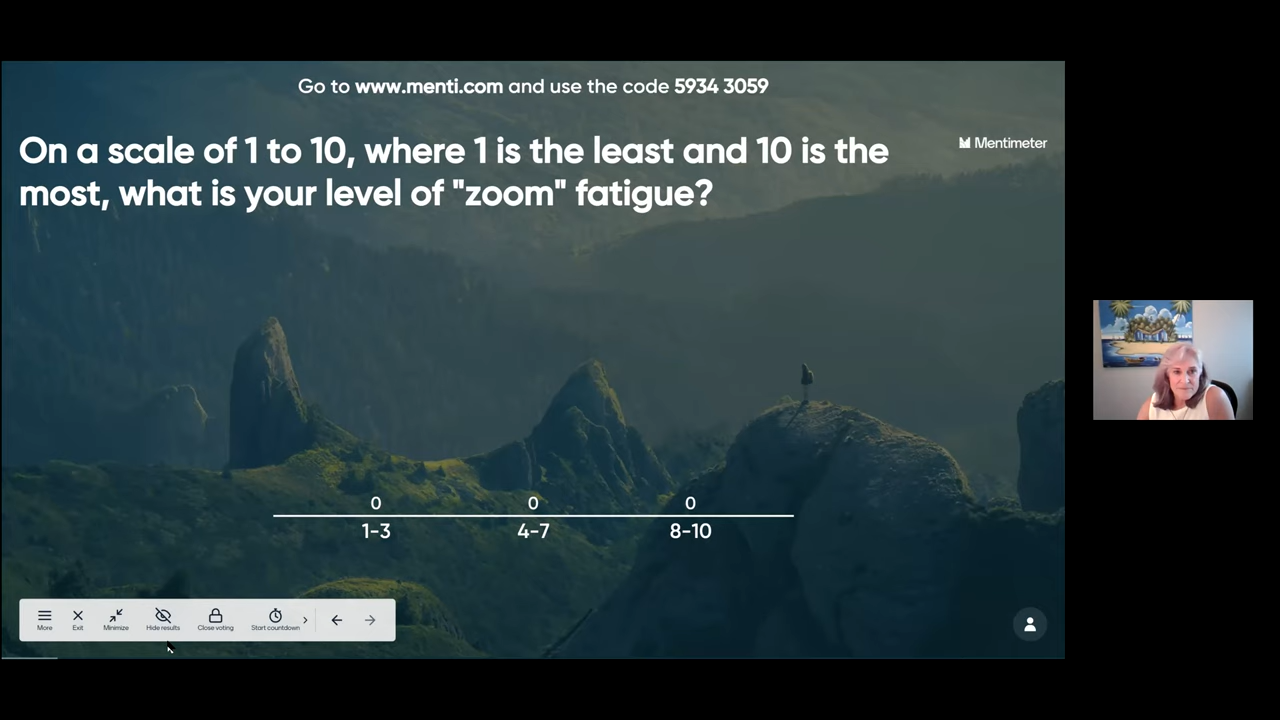 Go to www.menti.com and use the code 5934 3059
On a scale of 1 to 10, where 1 is the least and 10 is the
most, what is your level of "zoom" fatigue?
Mentimeter
0 0 0
1-3 4-7 8-10
More Exit Minimize Hide results Close voting Start countdown